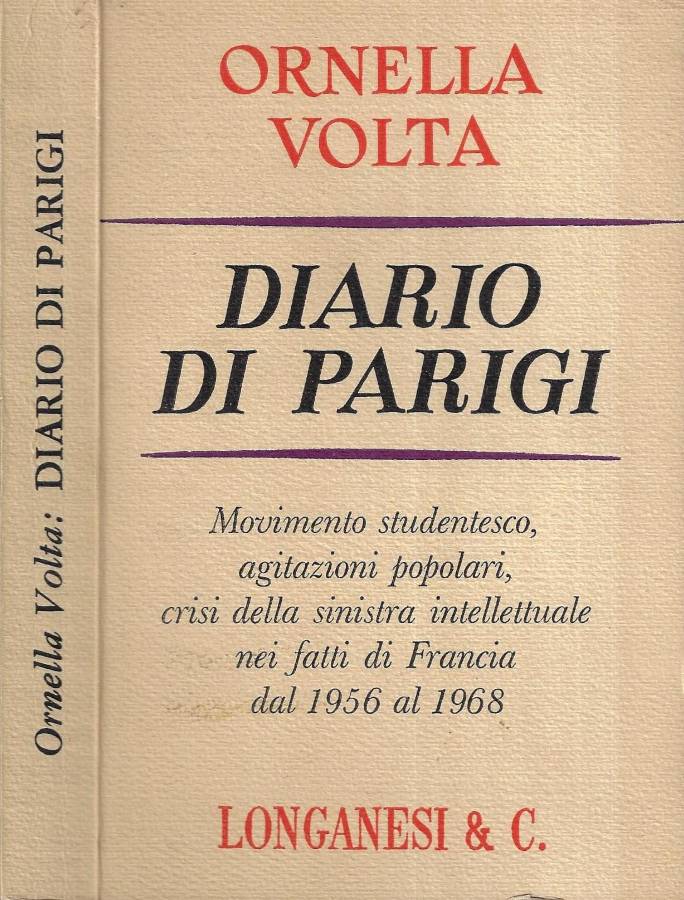 Ornella Volta: DIARIO DI PARIGI
ORNELLA
VOLTA
DIARIO
DI PARIGI
Movimento studentesco,
agitazioni popolari,
crisi della sinistra intellettuale
nei fatti di Francia
dal 1956 al 1968
LONGANESI & C.